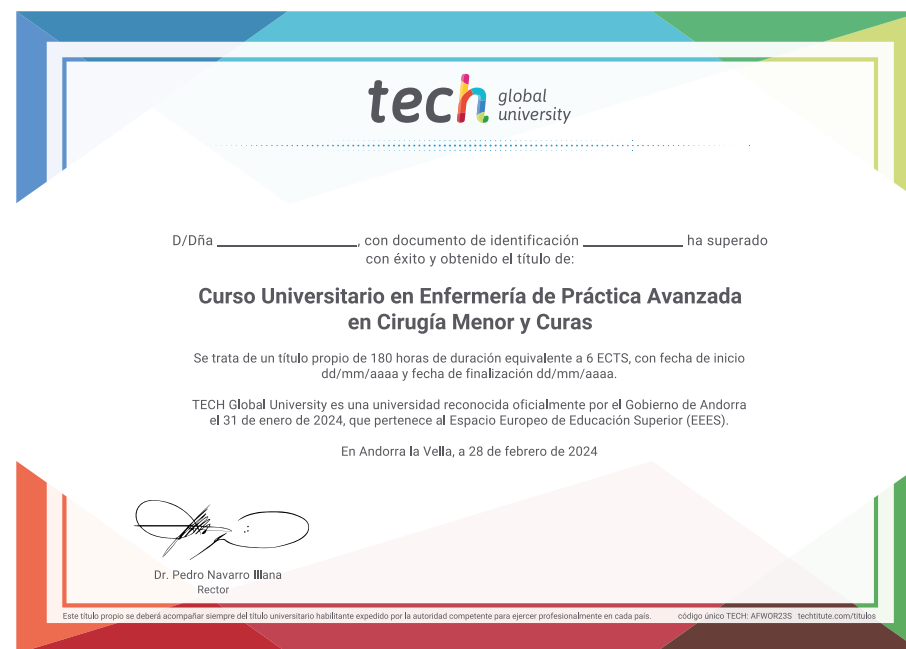 tech global university
D/Dña ____________________, con documento de identificación ______________ ha superado
con éxito y obtenido el título de:
Curso Universitario en Enfermería de Práctica Avanzada
en Cirugía Menor y Curas
Se trata de un título propio de 180 horas de duración equivalente a 6 ECTS, con fecha de inicio
dd/mm/aaaa y fecha de finalización dd/mm/aaaa.
TECH Global University es una universidad reconocida oficialmente por el Gobierno de Andorra
el 31 de enero de 2024, que pertenece al Espacio Europeo de Educación Superior (EEES).
En Andorra la Vella, a 28 de febrero de 2024
Dr. Pedro Navarro Illana
Rector
Este título propio se deberá acompañar siempre del título universitario habilitante expedido por la autoridad competente para ejercer profesionalmente en cada país. código único TECH: AFWOR23S techtitute.com/titulos